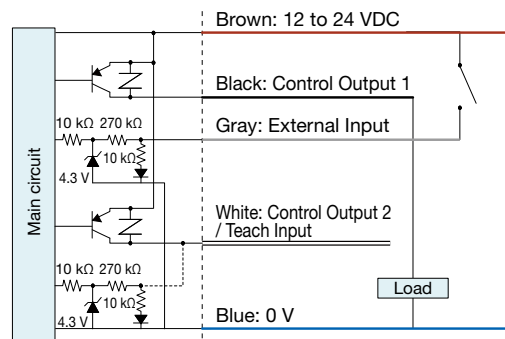 Brown: 12 to 24 VDC
Black: Control Output 1
Gray: External Input
10 kΩ 270 kΩ
10 kΩ
4.3 V
Main circuit
White: Control Output 2
/ Teach Input
10 kΩ 270 kΩ
10 kΩ
4.3 V
Load
Blue: 0 V